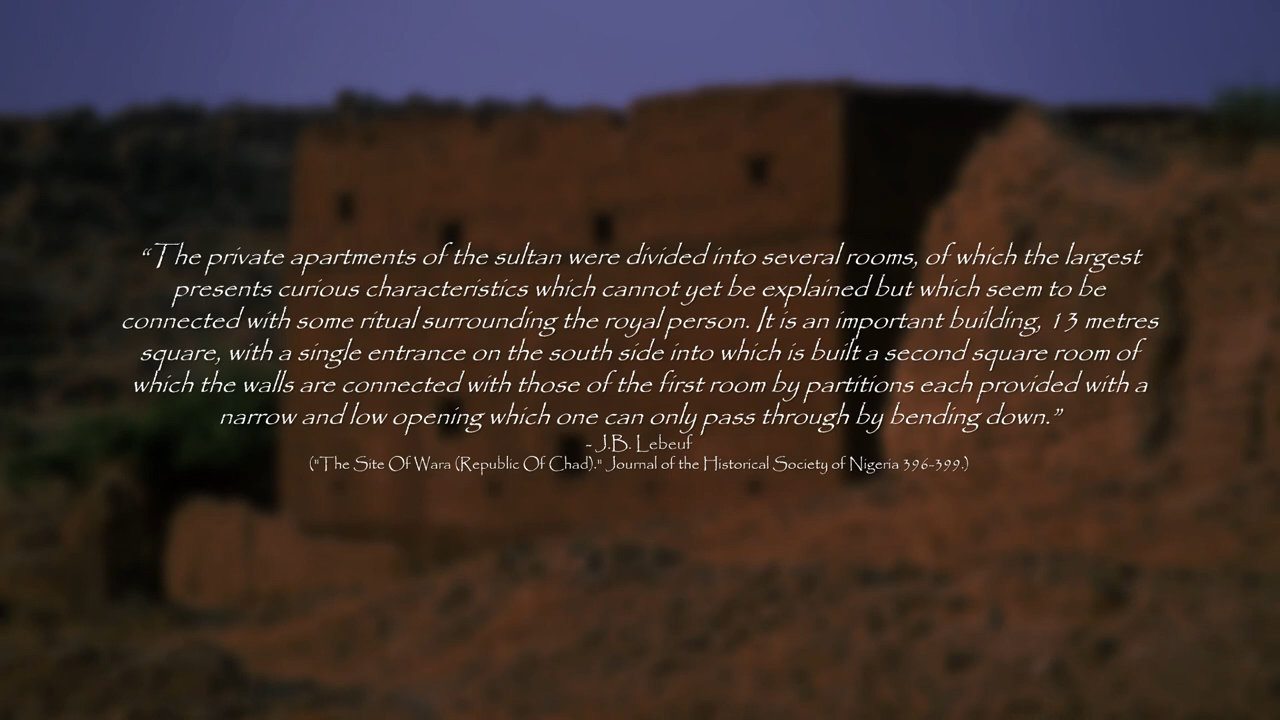 “The private apartments of the sultan were divided into several rooms, of which the largest
presents curious characteristics which cannot yet be explained but which seem to be
connected with some ritual surrounding the royal person. It is an important building, 13 metres
square, with a single entrance on the south side into which is built a second square room of
which the walls are connected with those of the first room by partitions each provided with a
narrow and low opening which one can only pass through by bending down.”
- J.B. Lebeuf
("The Site Of Wara (Republic Of Chad)." Journal of the Historical Society of Nigeria 396-399.)